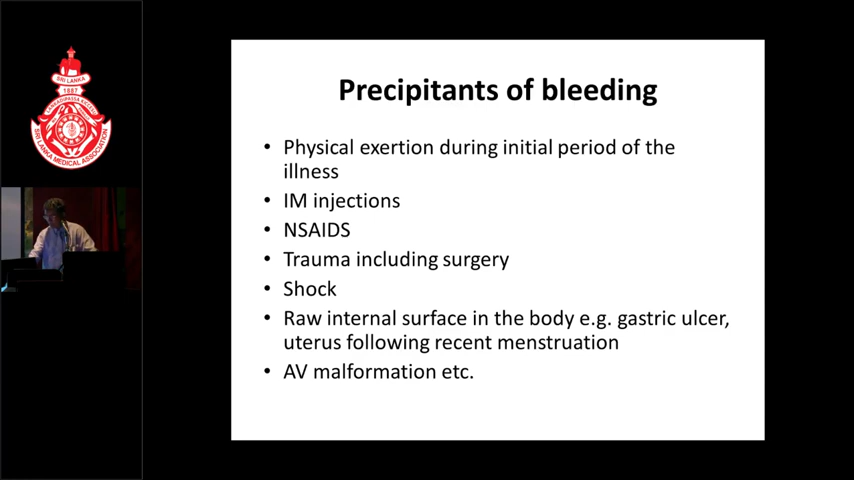 SRI LANKA
1887
SRI LANKA MEDICAL ASSOCIATION
Precipitants of bleeding
• Physical exertion during initial period of the
illness
• IM injections
• NSAIDS
• Trauma including surgery
• Shock
• Raw internal surface in the body e.g. gastric ulcer,
uterus following recent menstruation
• AV malformation etc.